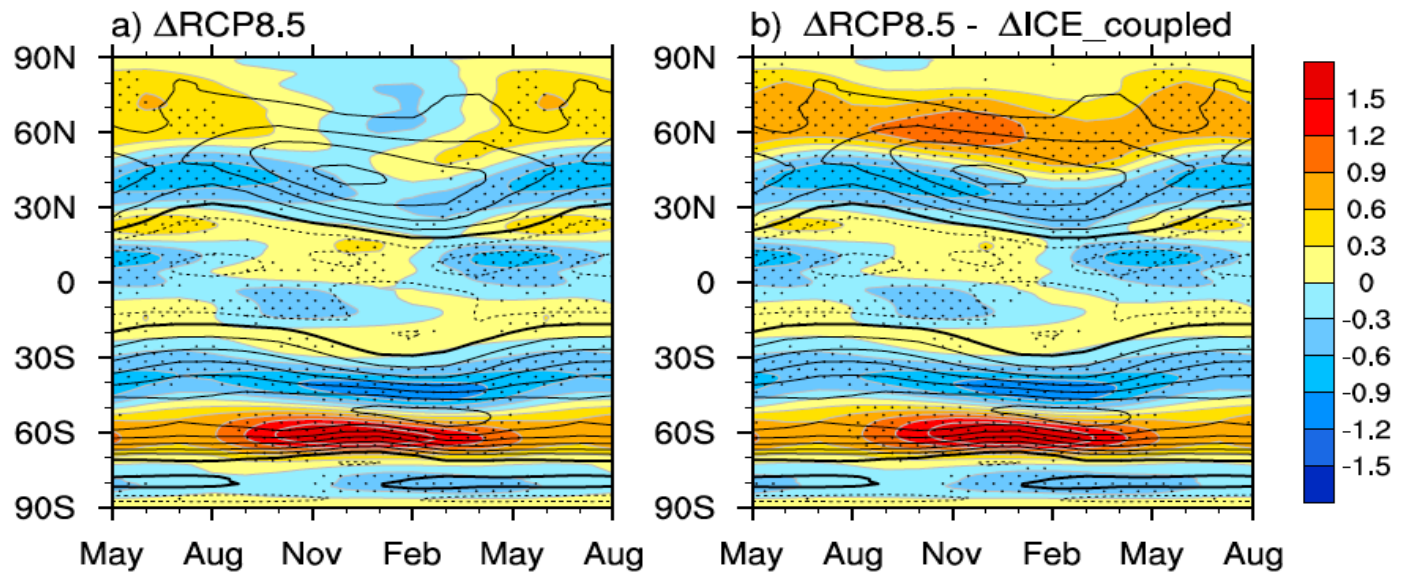 a) ΔRCP8.5
b) ΔRCP8.5 - ΔICE_coupled
90N
60N
30N
0
30S
60S
90S
May Aug Nov Feb May Aug
90N
60N
30N
0
30S
60S
90S
May Aug Nov Feb May Aug
1.5
1.2
0.9
0.6
0.3
0
-0.3
-0.6
-0.9
-1.2
-1.5